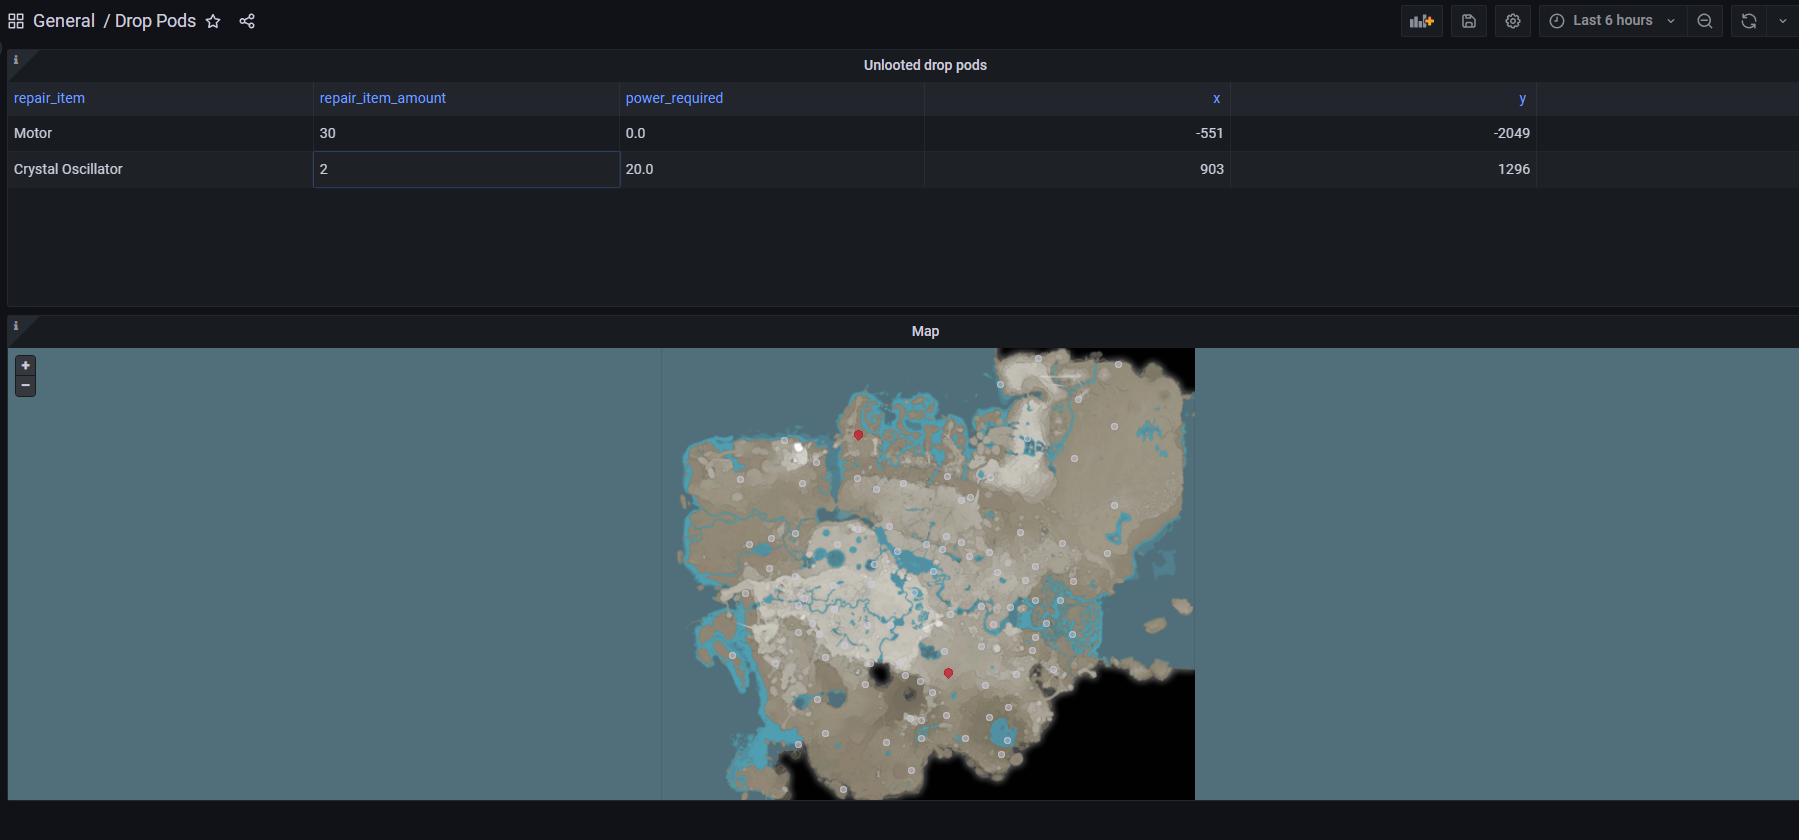 General / Drop Pods
Last 6 hours
i
Unlooted drop pods
repair_item repair_item_amount power_required x y
Motor 30 0.0 -551 -2049
Crystal Oscillator 2 20.0 903 1296
i
Map
+
−